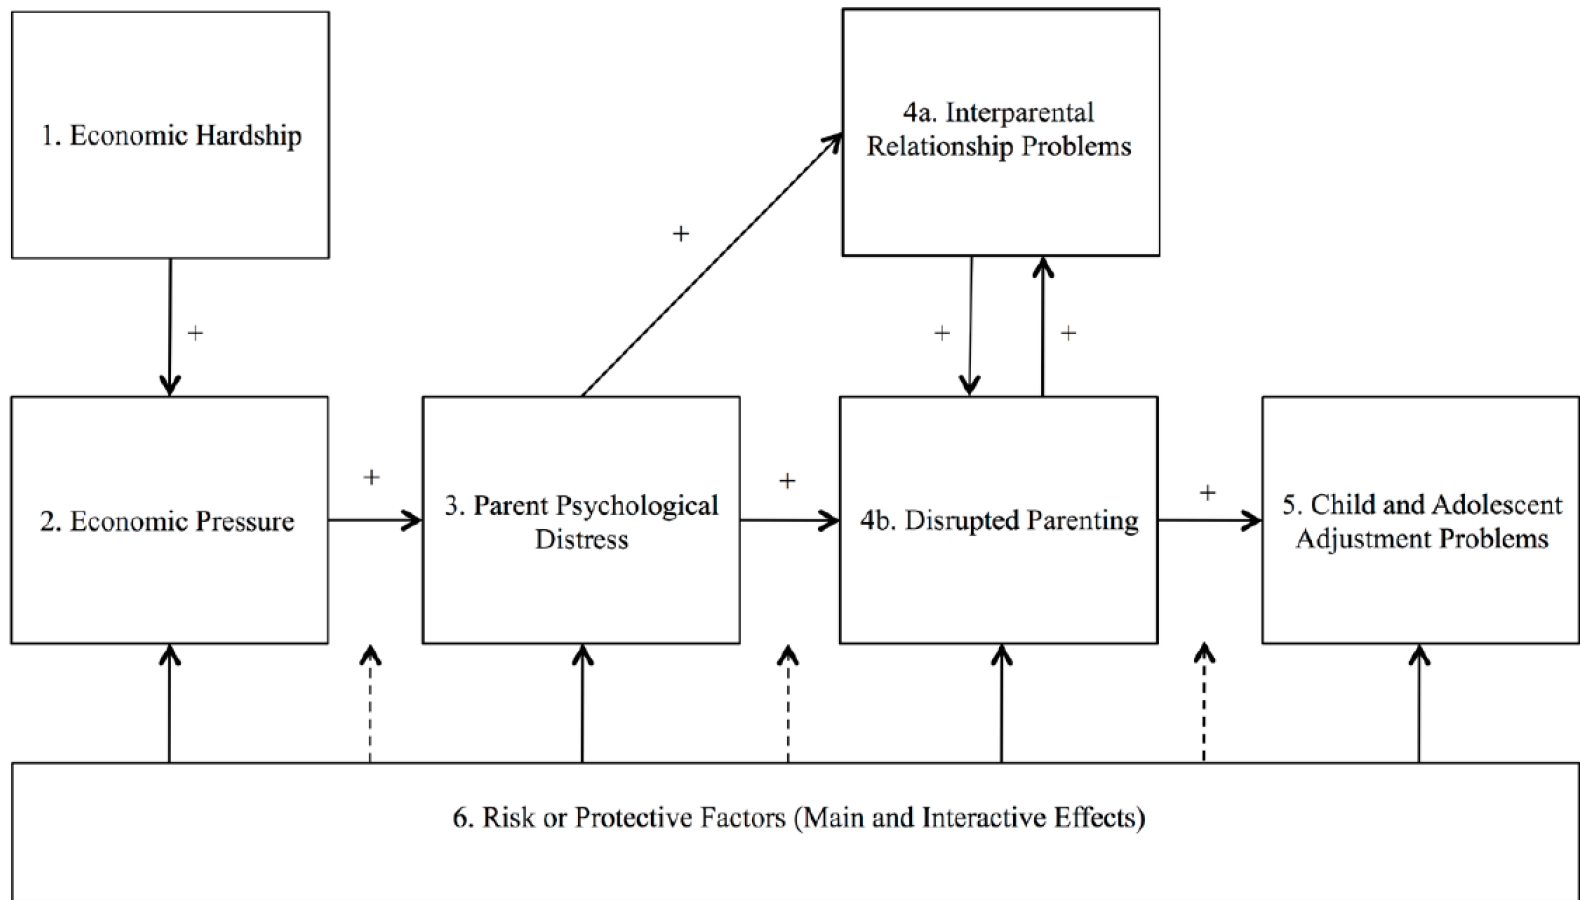 1. Economic Hardship
4a. Interparental
Relationship Problems
+
+
+
+
2. Economic Pressure
+
3. Parent Psychological
Distress
+
4b. Disrupted Parenting
+
5. Child and Adolescent
Adjustment Problems
6. Risk or Protective Factors (Main and Interactive Effects)